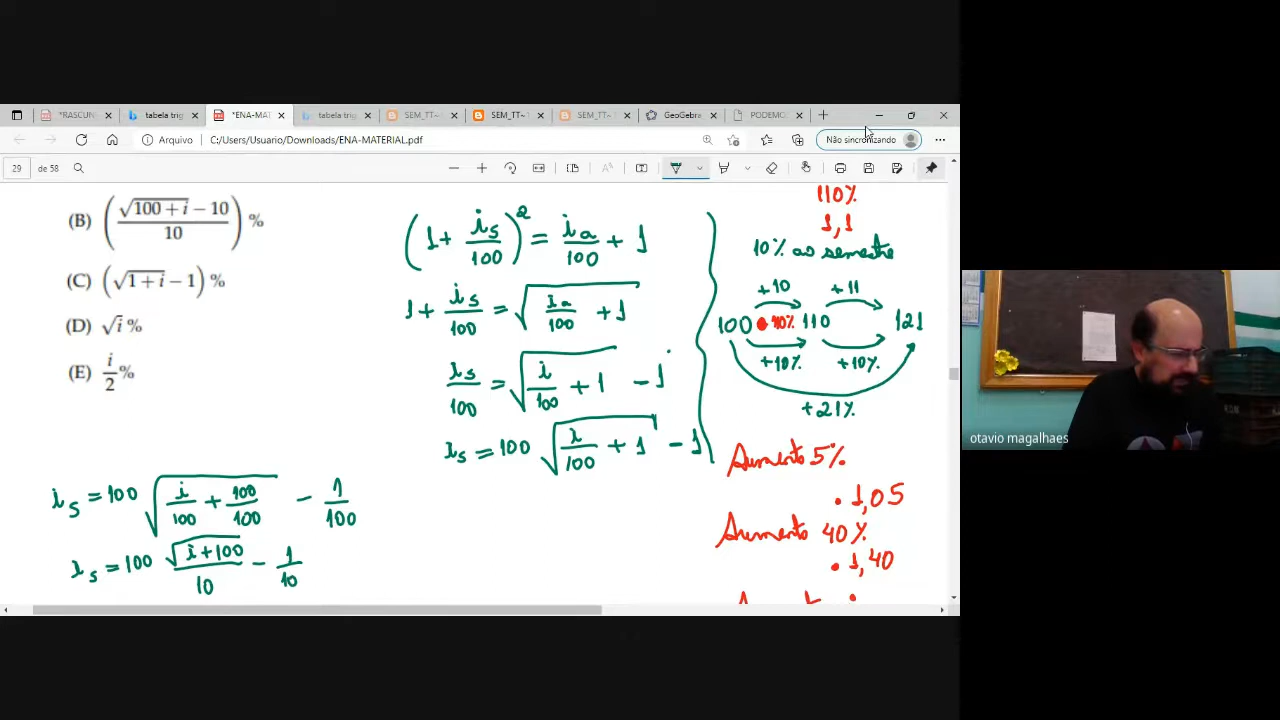 *RASCUN
tabela trig
*ENA-MAT
tabela trig
SEM_TT~
SEM_TT~
SEM_TT~
GeoGebra
PODEMO
Arquivo
C:/Users/Usuario/Downloads/ENA-MATERIAL.pdf
Não sincronizando
29 de 58
(B) ((√(100 + i) − 10)/10) %
(C) (√(1 + i) − 1) %
(D) √i %
(E) i/2 %
(1 + is/100)² = ia/100 + 1
1 + is/100 = √(ia/100 + 1)
is/100 = √(i/100 + 1) − 1
is = 100 √(i/100 + 1) − 1
is = 100 √(i/100 + 100/100) − 1/100
is = 100 √(i+100)/10 − 1/10
110%
1,1
10% ao semestre
+10 +11
100 • 10% 110 121
+10% +10%
+21%
Aumento 5%
• 1,05
Aumento 40%
• 1,40
otavio magalhaes